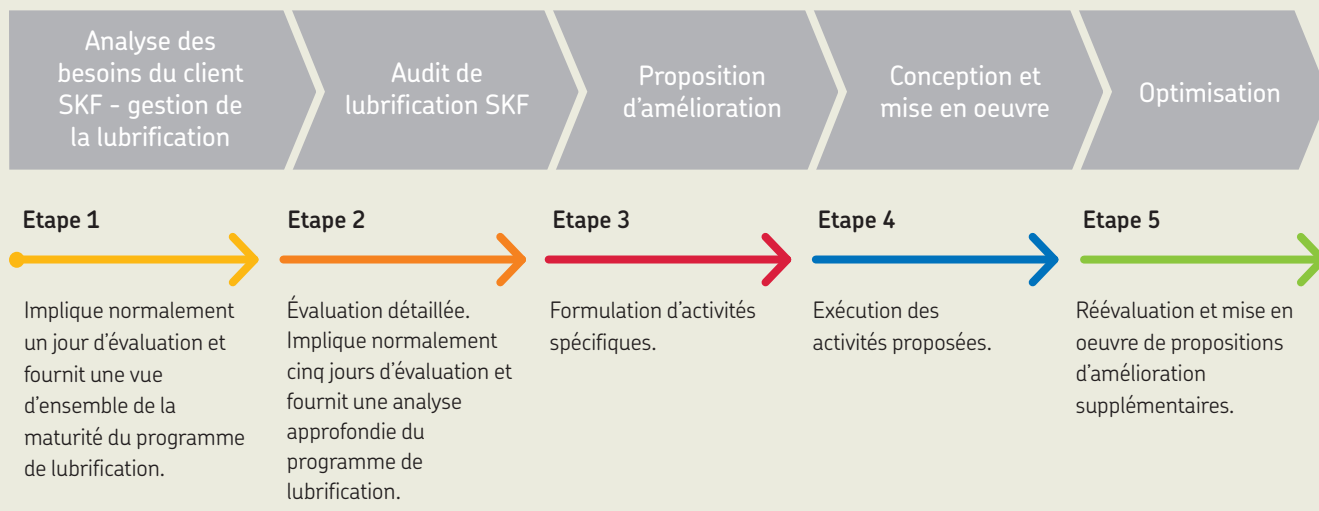 Analyse des
besoins du client
SKF - gestion de
la lubrification
Audit de
lubrification SKF
Proposition
d'amélioration
Conception et
mise en oeuvre
Optimisation
Etape 1
Implique normalement
un jour d'évaluation et
fournit une vue
d'ensemble de la
maturité du programme
de lubrification.
Etape 2
Évaluation détaillée.
Implique normalement
cinq jours d'évaluation et
fournit une analyse
approfondie du
programme de
lubrification.
Etape 3
Formulation d'activités
spécifiques.
Etape 4
Exécution des
activités proposées.
Etape 5
Réévaluation et mise en
oeuvre de propositions
d'amélioration
supplémentaires.